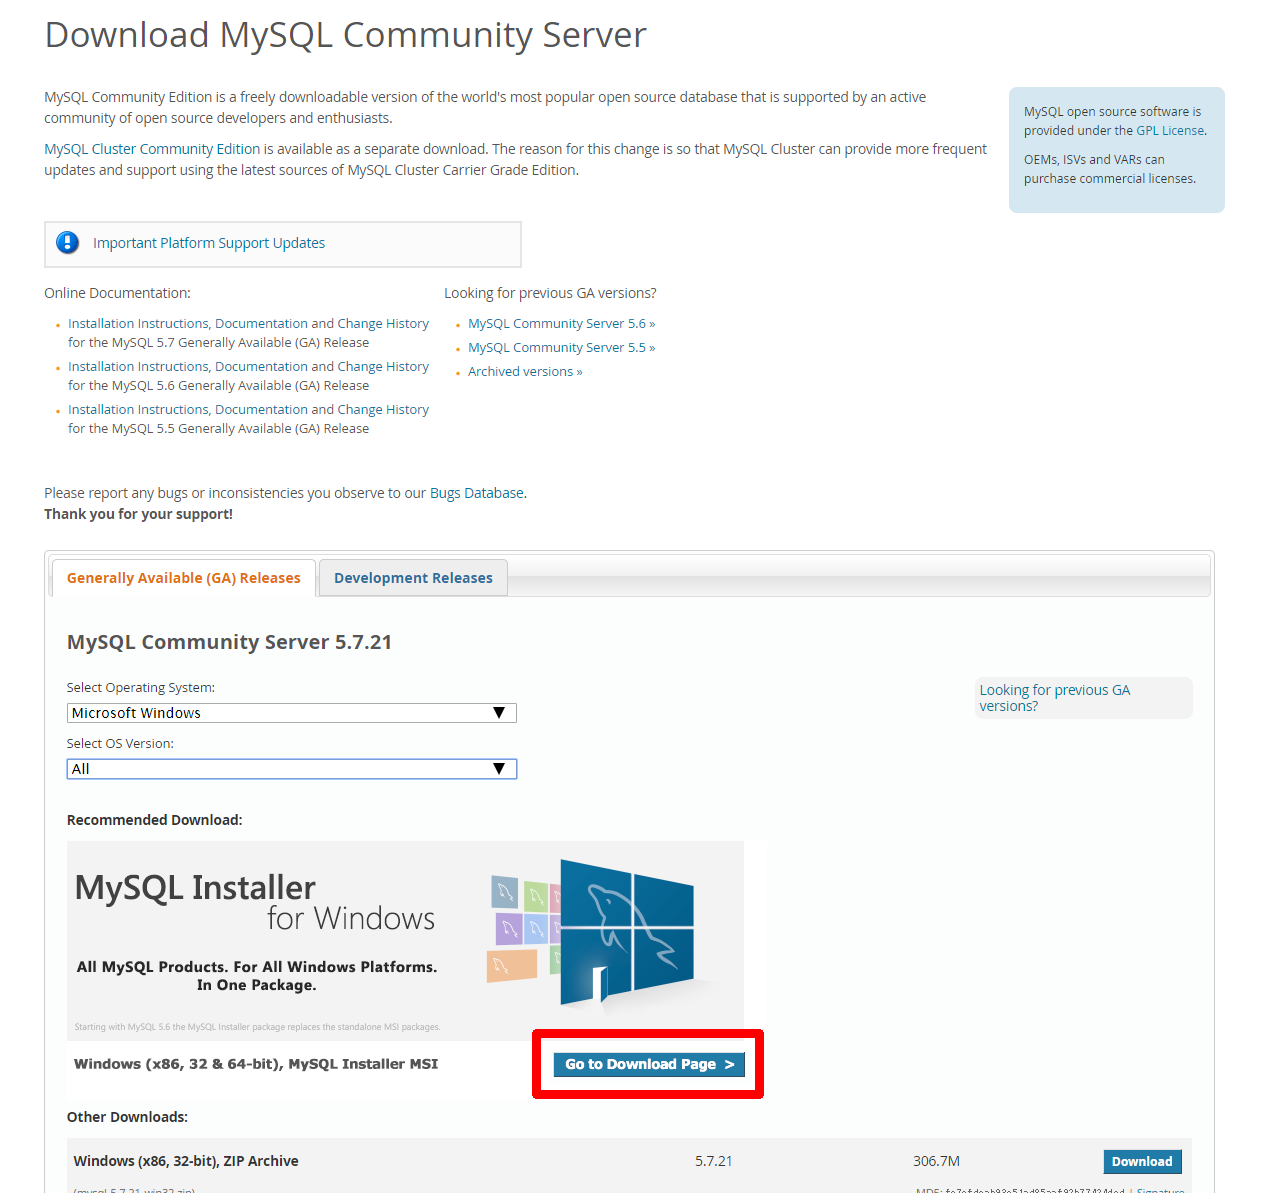 Download MySQL Community Server
MySQL Community Edition is a freely downloadable version of the world's most popular open source database that is supported by an active
community of open source developers and enthusiasts.
MySQL Cluster Community Edition is available as a separate download. The reason for this change is so that MySQL Cluster can provide more frequent
updates and support using the latest sources of MySQL Cluster Carrier Grade Edition.
MySQL open source software is
provided under the GPL License.
OEMs, ISVs and VARs can
purchase commercial licenses.
Important Platform Support Updates
Online Documentation:
Installation Instructions, Documentation and Change History
for the MySQL 5.7 Generally Available (GA) Release
Installation Instructions, Documentation and Change History
for the MySQL 5.6 Generally Available (GA) Release
Installation Instructions, Documentation and Change History
for the MySQL 5.5 Generally Available (GA) Release
Looking for previous GA versions?
MySQL Community Server 5.6 »
MySQL Community Server 5.5 »
Archived versions »
Please report any bugs or inconsistencies you observe to our Bugs Database.
Thank you for your support!
Generally Available (GA) Releases
Development Releases
MySQL Community Server 5.7.21
Select Operating System:
Microsoft Windows
Select OS Version:
All
Looking for previous GA
versions?
Recommended Download:
MySQL Installer
for Windows
All MySQL Products. For All Windows Platforms.
In One Package.
Starting with MySQL 5.6 the MySQL Installer package replaces the standalone MSI packages.
Windows (x86, 32 & 64-bit), MySQL Installer MSI
Go to Download Page >
Other Downloads:
Windows (x86, 32-bit), ZIP Archive 5.7.21 306.7M Download
(mysql-5.7.21-win32.zip) MD5: | Signature